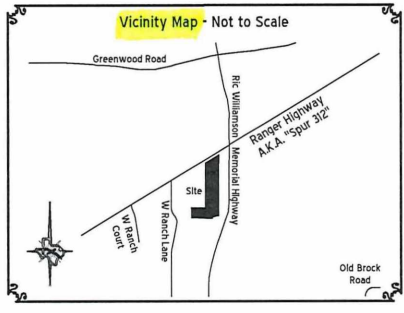 Vicinity Map - Not to Scale
Greenwood Road
Ric Williamson Memorial Highway
Ranger Highway
A.K.A. "Spur 312"
Site
W Ranch
Court
W Ranch Lane
Old Brock
Road